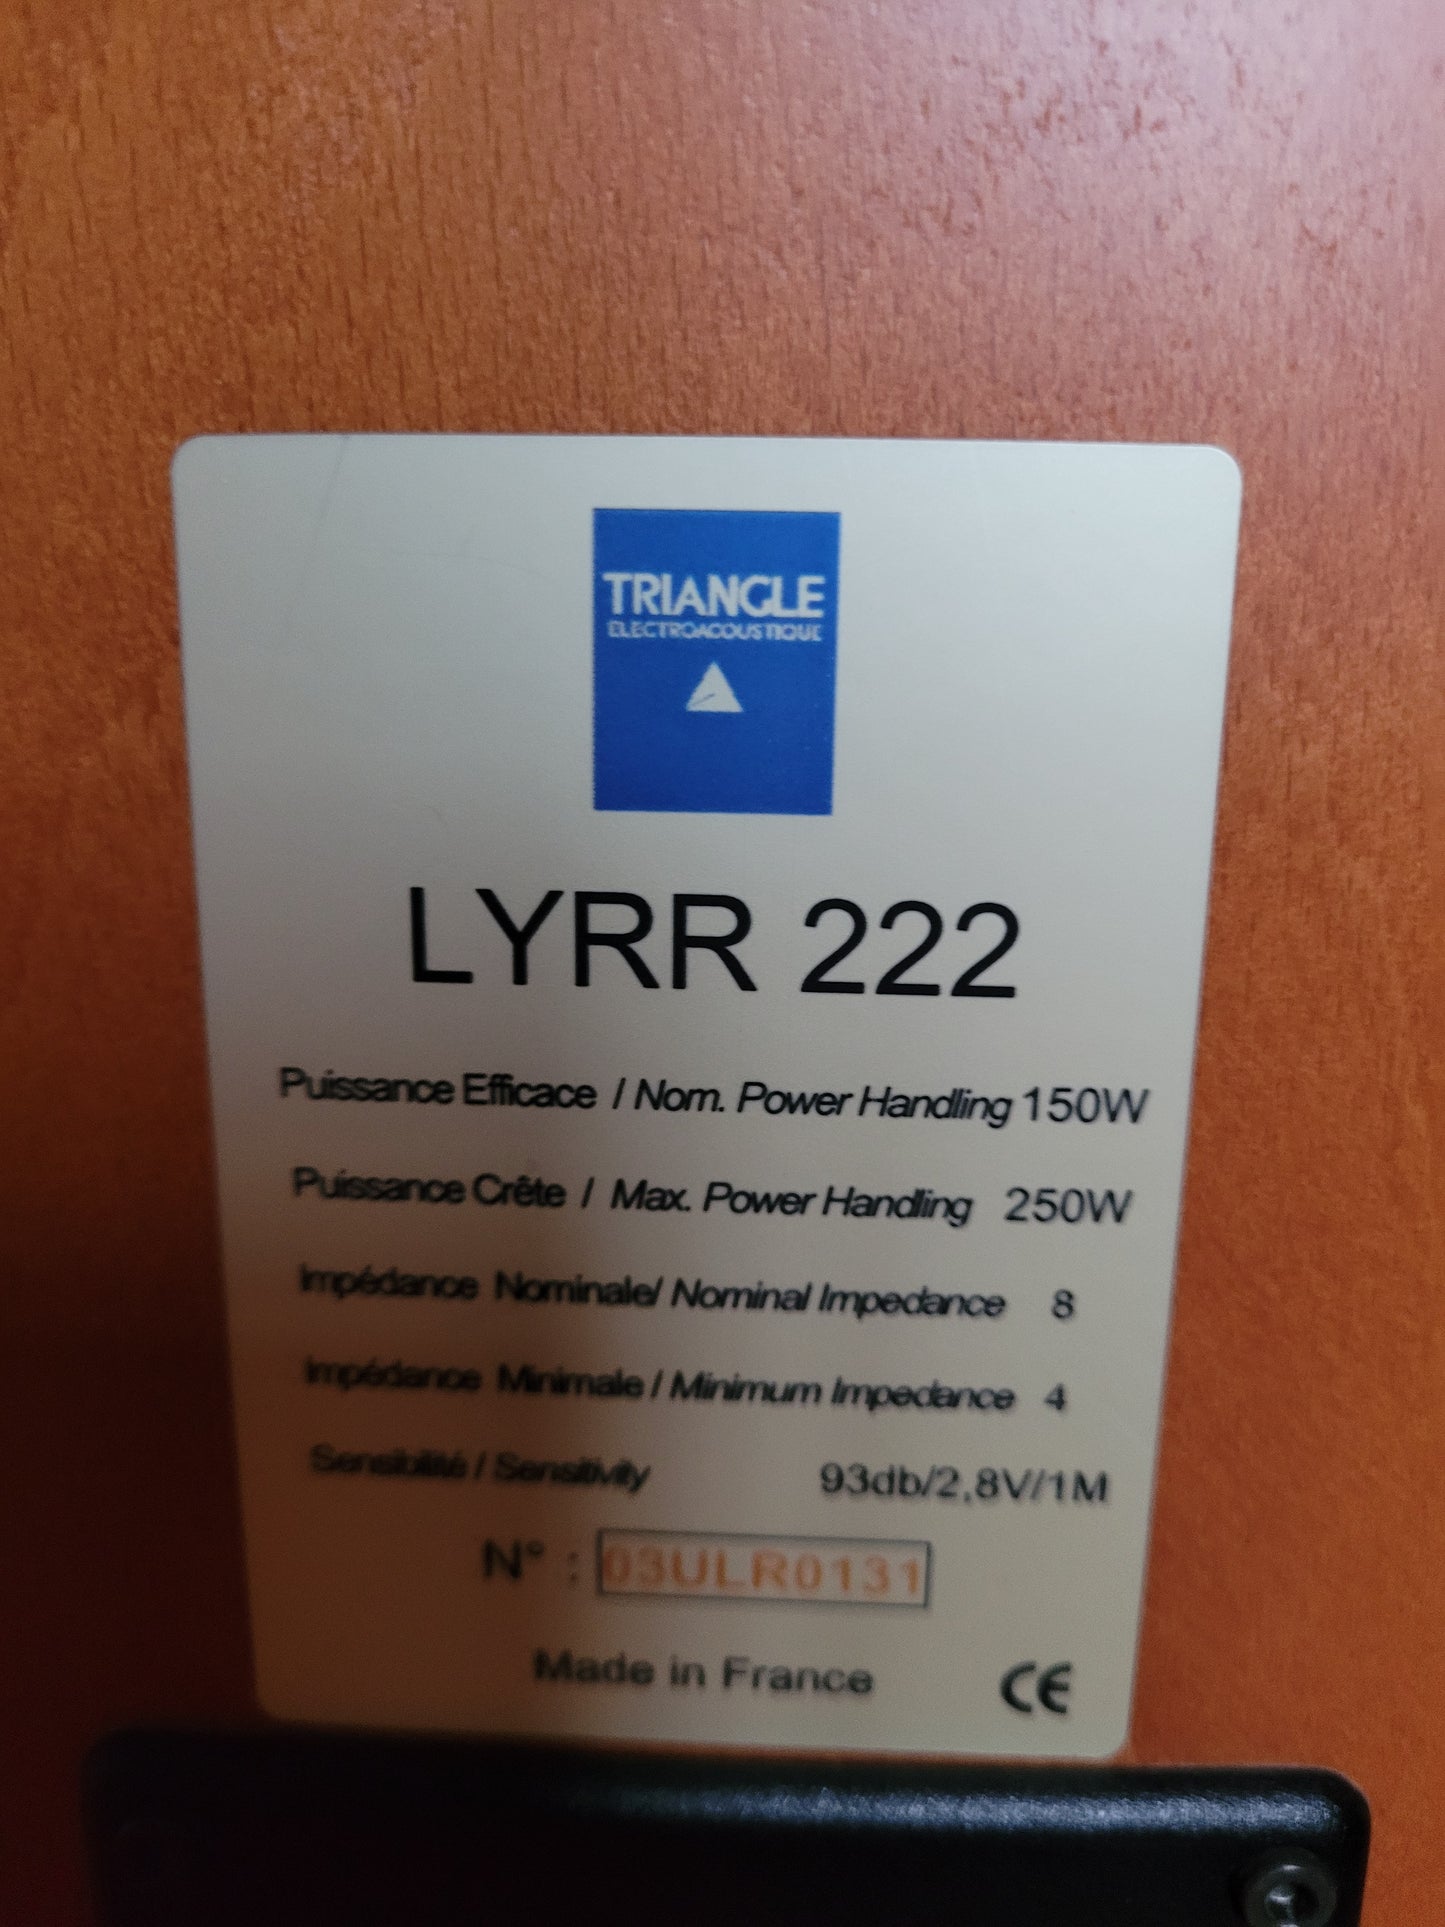 TRIANGLE
ELECTROACOUSTIQUE
LYRR 222
Puissance Efficace / Nom. Power Handling 150W
Puissance Crête / Max. Power Handling 250W
Impédance Nominale/ Nominal Impedance 8
Impédance Minimale / Minimum Impedance 4
Sensibilité / Sensitivity 93db/2,8V/1M
N° : 03ULR0131
Made in France CE